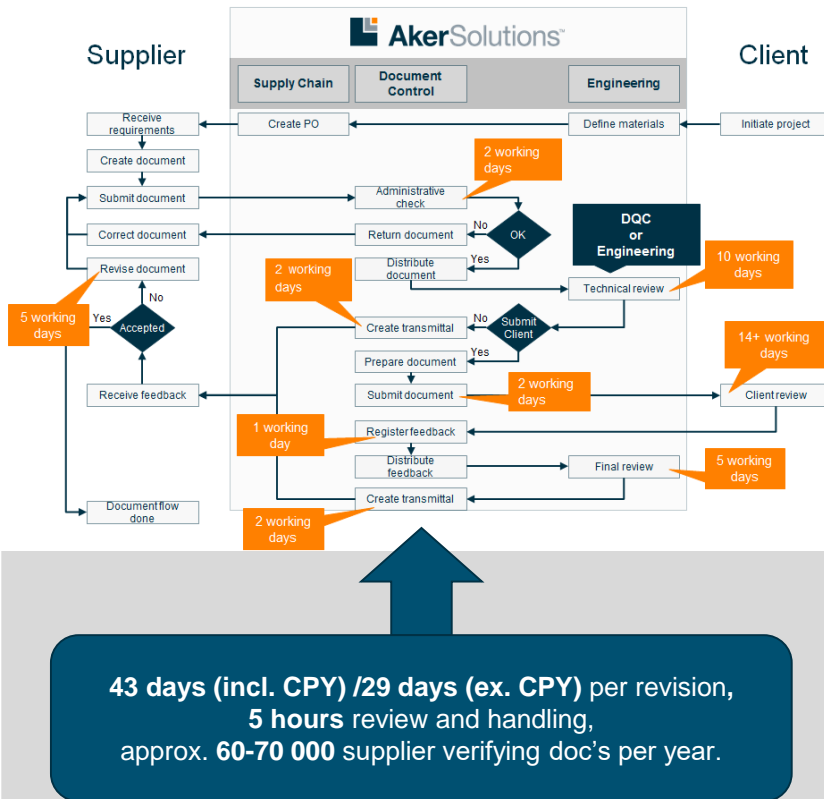 AkerSolutions™
Supplier
Client
Supply Chain
Document
Control
Engineering
Receive
requirements
Create PO
Define materials
Initiate project
Create document
2 working
days
Submit document
Administrative
check
Correct document
Return document
No
OK
DQC
or
Engineering
Revise document
Distribute
document
Yes
2 working
days
Technical review
10 working
days
No
5 working
days
Yes
Accepted
Create transmittal
No
Submit
Client
Yes
Prepare document
14+ working
days
Receive feedback
Submit document
2 working
days
Client review
1 working
day
Register feedback
Distribute
feedback
Final review
5 working
days
Document flow
done
Create transmittal
2 working
days
43 days (incl. CPY) /29 days (ex. CPY) per revision,
5 hours review and handling,
approx. 60-70 000 supplier verifying doc's per year.